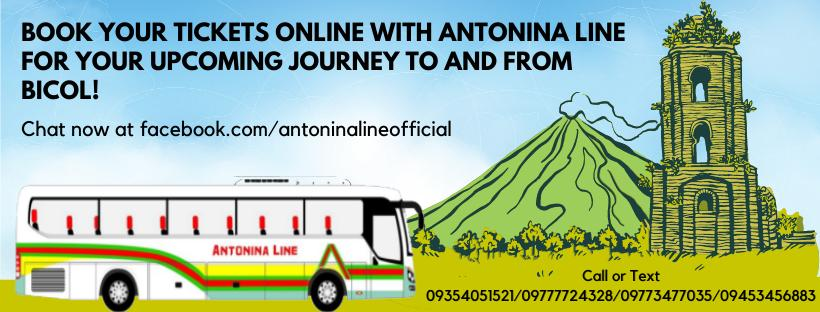 BOOK YOUR TICKETS ONLINE WITH ANTONINA LINE
FOR YOUR UPCOMING JOURNEY TO AND FROM
BICOL!
Chat now at facebook.com/antoninalineofficial
ANTONINA LINE
Call or Text
09354051521/09777724328/09773477035/09453456883